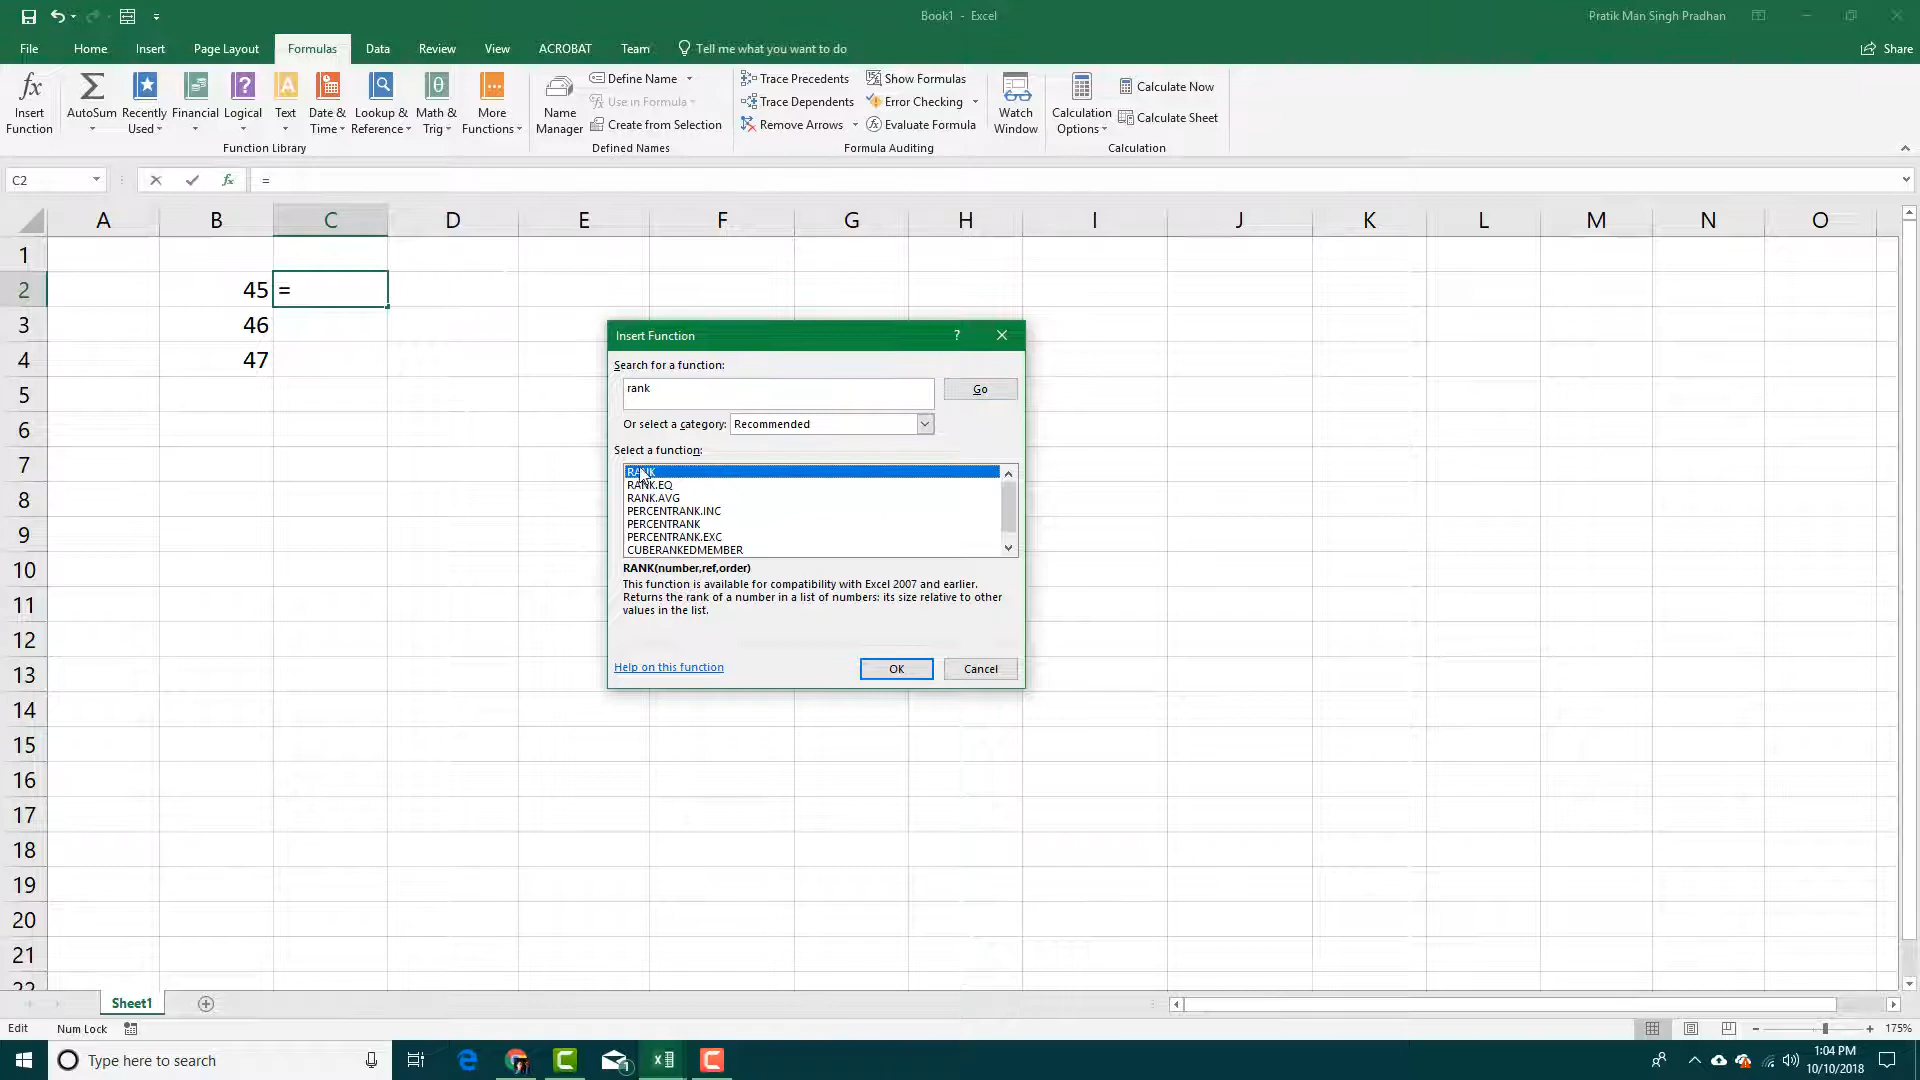 Book1 - Excel
Pratik Man Singh Pradhan
File Home Insert Page Layout Formulas Data Review View ACROBAT Team Tell me what you want to do Share
Insert Function
AutoSum
Recently Used
Financial
Logical
Text
Date & Time
Lookup & Reference
Math & Trig
More Functions
Function Library
Name Manager
Define Name
Use in Formula
Create from Selection
Defined Names
Trace Precedents
Trace Dependents
Remove Arrows
Show Formulas
Error Checking
Evaluate Formula
Formula Auditing
Watch Window
Calculation Options
Calculate Now
Calculate Sheet
Calculation
C2 fx =
A B C D E F G H I J K L M N O
1
2 45 =
3 46
4 47
5
6
7
8
9
10
11
12
13
14
15
16
17
18
19
20
21
22
Insert Function ?
Search for a function:
rank
Go
Or select a category: Recommended
Select a function:
RANK
RANK.EQ
RANK.AVG
PERCENTRANK.INC
PERCENTRANK
PERCENTRANK.EXC
CUBERANKEDMEMBER
RANK(number,ref,order)
This function is available for compatibility with Excel 2007 and earlier.
Returns the rank of a number in a list of numbers: its size relative to other
values in the list.
Help on this function
OK
Cancel
Sheet1
Edit Num Lock 175%
Type here to search
1:04 PM
10/10/2018